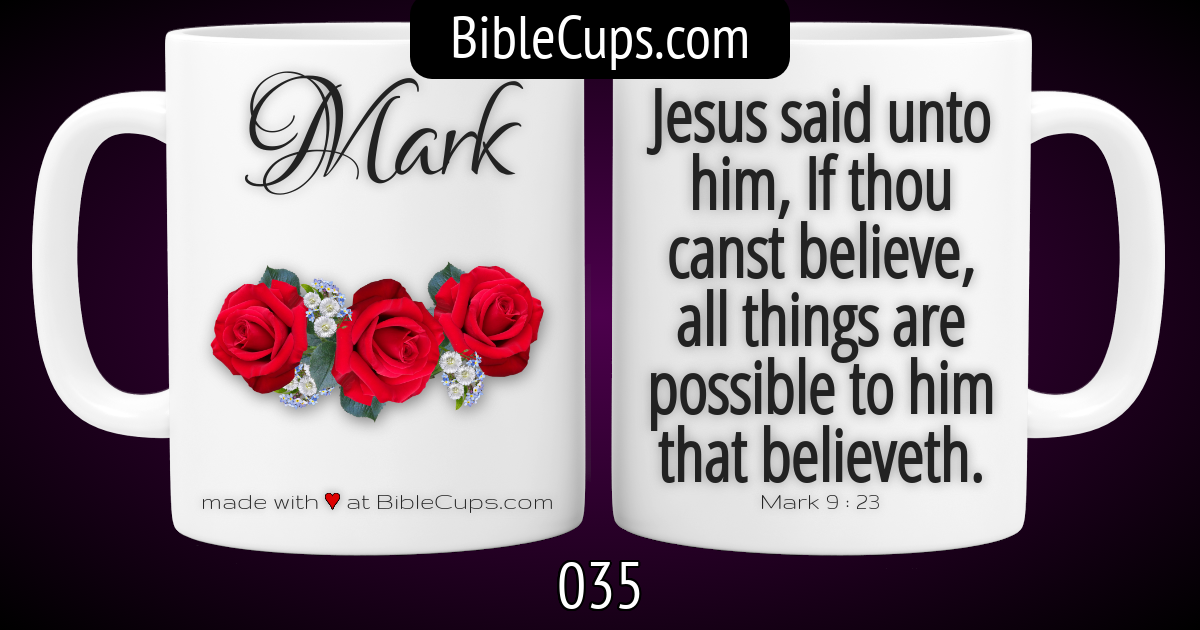 BibleCups.com
Mark
made with ♥ at BibleCups.com
Jesus said unto
him, If thou
canst believe,
all things are
possible to him
that believeth.
Mark 9 : 23
035